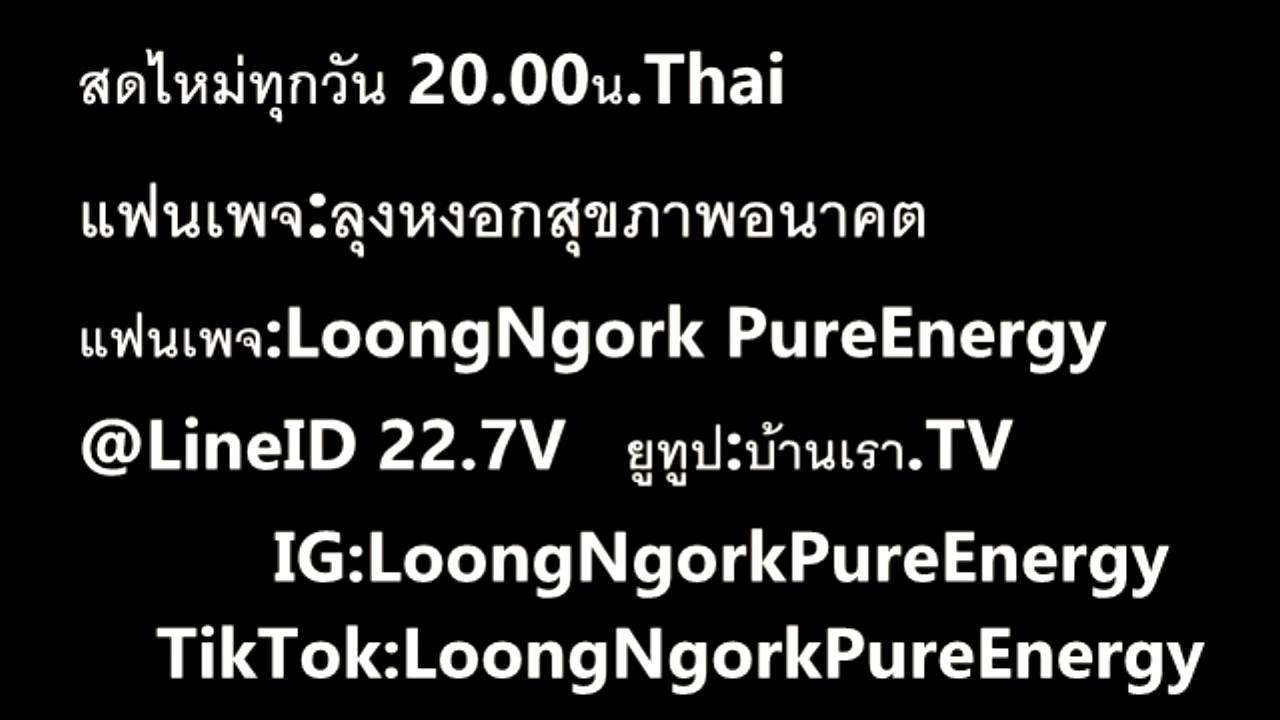 สดไหม่ทุกวัน 20.00น.Thai
แฟนเพจ:ลุงหงอกสุขภาพอนาคต
แฟนเพจ:LoongNgork PureEnergy
@LineID 22.7V ยูทูป:บ้านเรา.TV
IG:LoongNgorkPureEnergy
TikTok:LoongNgorkPureEnergy